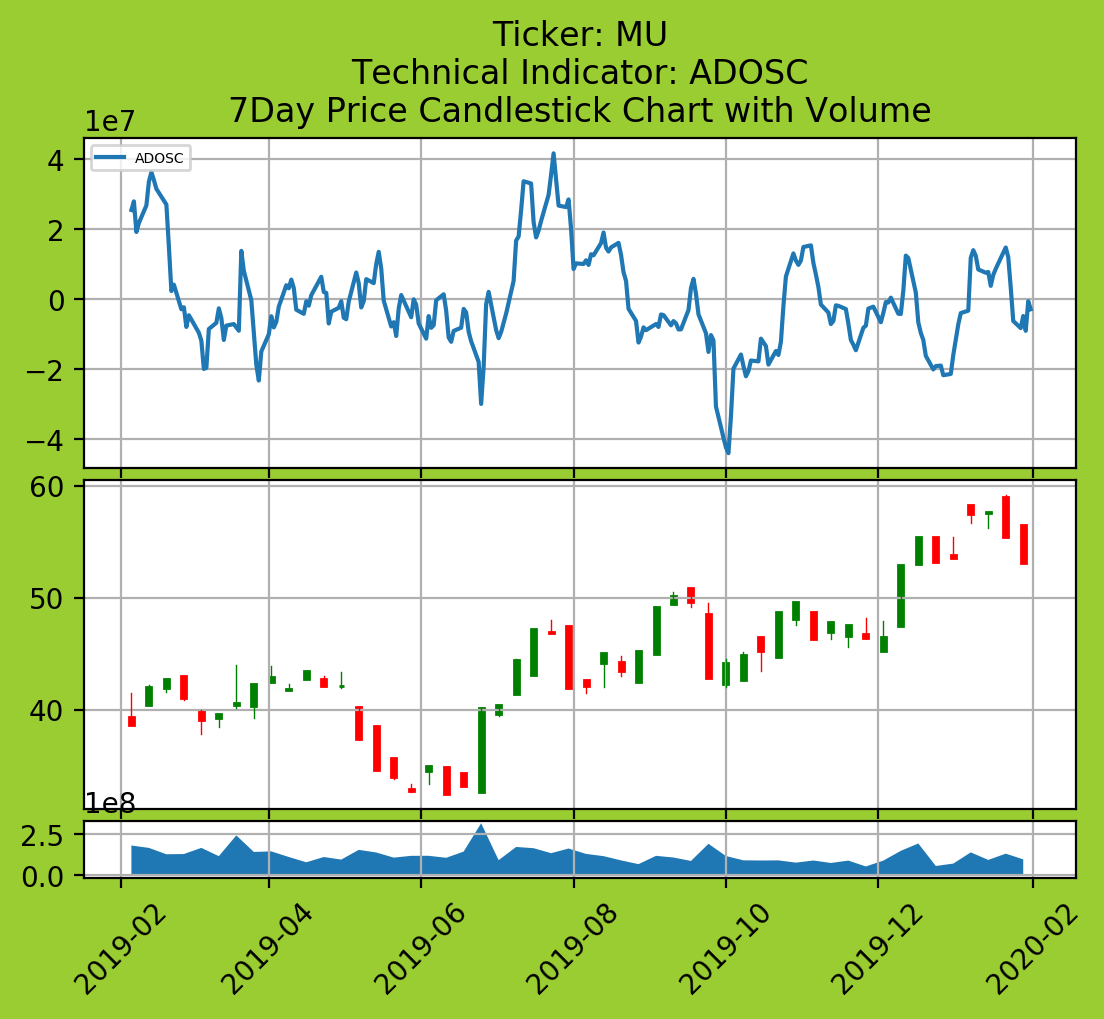 Ticker: MU
Technical Indicator: ADOSC
7Day Price Candlestick Chart with Volume
1e7
ADOSC
4
2
0
−2
−4
60
50
40
1e8
2.5
0.0
2019-02
2019-04
2019-06
2019-08
2019-10
2019-12
2020-02